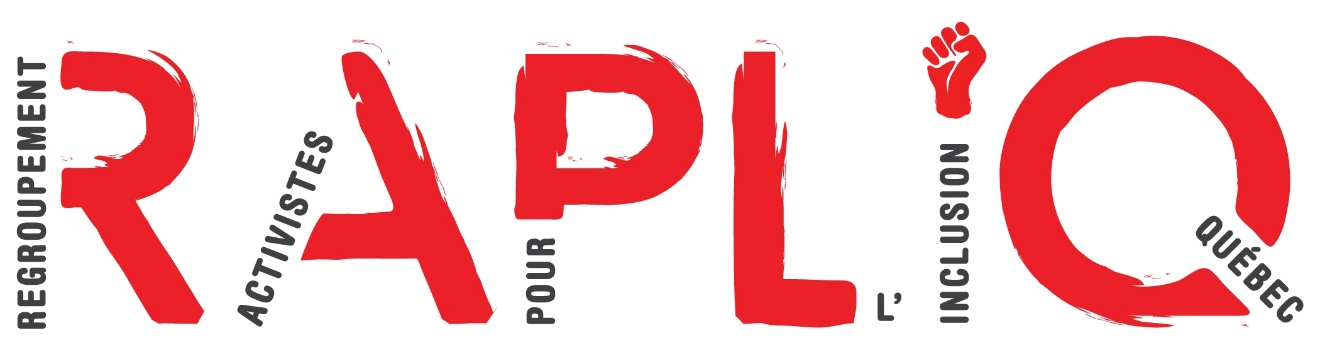 RAPLIQ
REGROUPEMENT
ACTIVISTES
POUR
L'
INCLUSION
QUÉBEC